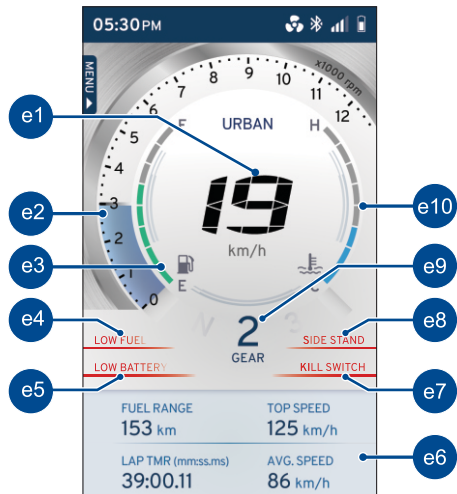 05:30 PM
MENU
0 1 2 3 4 5 6 7 8 9 10 11 12
x1000 rpm
F URBAN H
e1
19
km/h
e2
e10
e3
E C
e9
N 2 3
GEAR
e4
LOW FUEL SIDE STAND
e8
e5
LOW BATTERY KILL SWITCH
e7
FUEL RANGE TOP SPEED
153 km 125 km/h
e6
LAP TMR (mm:ss.ms) AVG. SPEED
39:00.11 86 km/h